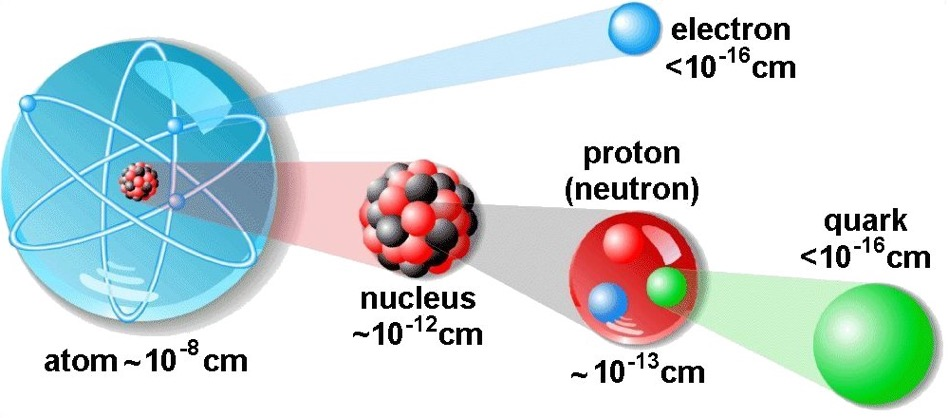 electron
<10⁻¹⁶cm
proton
(neutron)
quark
<10⁻¹⁶cm
nucleus
~10⁻¹²cm
atom ~ 10⁻⁸ cm
~ 10⁻¹³cm